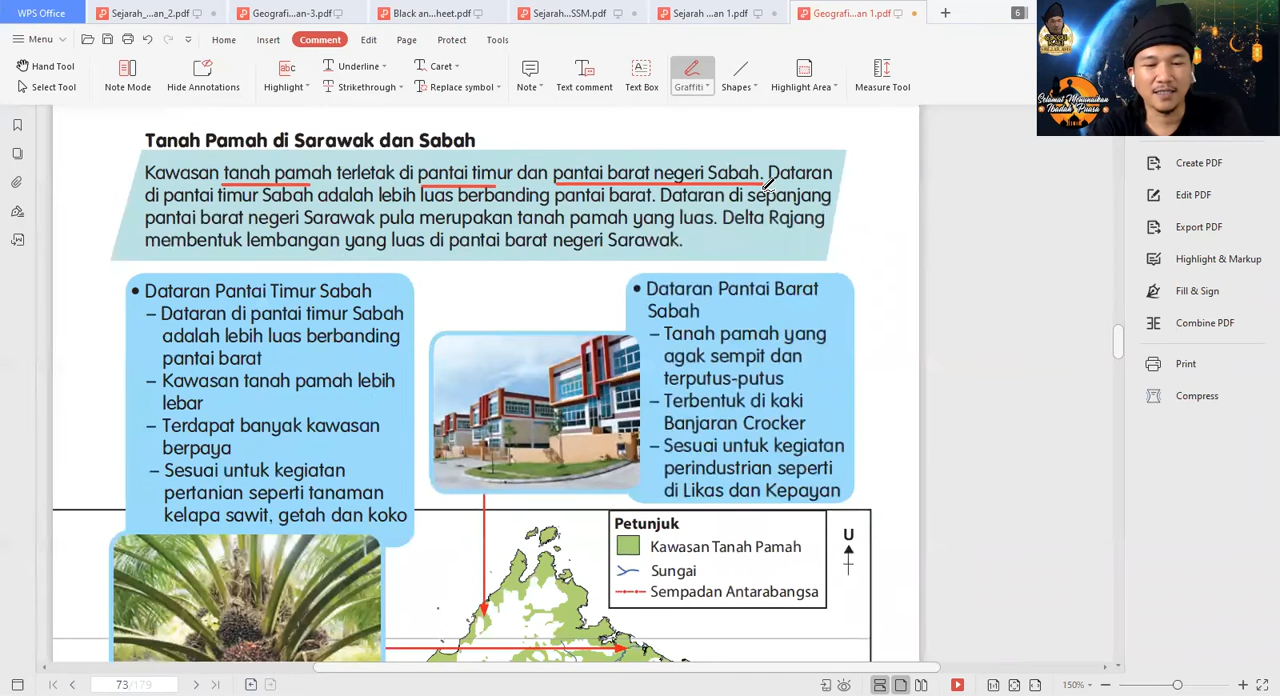 WPS Office
Sejarah_...an_2.pdf
Geografi...an-3.pdf
Black an...heet.pdf
Sejarah...SSM.pdf
Sejarah ...an 1.pdf
Geografi...an 1.pdf
+
6
Menu
Home
Insert
Comment
Edit
Page
Protect
Tools
Hand Tool
Select Tool
Note Mode
Hide Annotations
Highlight
Underline
Strikethrough
Caret
Replace symbol
Note
Text comment
Text Box
Graffiti
Shapes
Highlight Area
Measure Tool
Selamat Menunaikan
Ibadah Puasa
Tanah Pamah di Sarawak dan Sabah
Kawasan tanah pamah terletak di pantai timur dan pantai barat negeri Sabah. Dataran
di pantai timur Sabah adalah lebih luas berbanding pantai barat. Dataran di sepanjang
pantai barat negeri Sarawak pula merupakan tanah pamah yang luas. Delta Rajang
membentuk lembangan yang luas di pantai barat negeri Sarawak.
• Dataran Pantai Timur Sabah
– Dataran di pantai timur Sabah
adalah lebih luas berbanding
pantai barat
– Kawasan tanah pamah lebih
lebar
– Terdapat banyak kawasan
berpaya
– Sesuai untuk kegiatan
pertanian seperti tanaman
kelapa sawit, getah dan koko
• Dataran Pantai Barat
Sabah
– Tanah pamah yang
agak sempit dan
terputus-putus
– Terbentuk di kaki
Banjaran Crocker
– Sesuai untuk kegiatan
perindustrian seperti
di Likas dan Kepayan
Petunjuk
Kawasan Tanah Pamah
Sungai
Sempadan Antarabangsa
U
Create PDF
Edit PDF
Export PDF
Highlight & Markup
Fill & Sign
Combine PDF
Print
Compress
73/179
150%